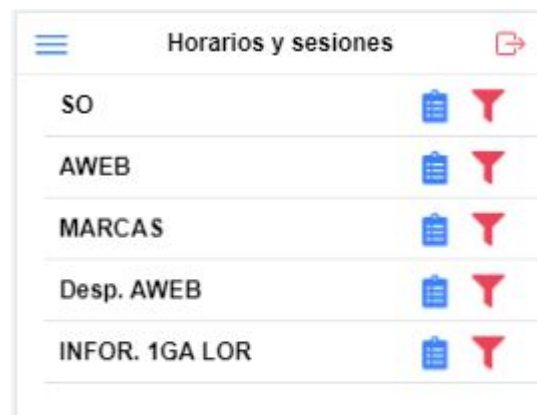 Horarios y sesiones
SO
AWEB
MARCAS
Desp. AWEB
INFOR. 1GA LOR